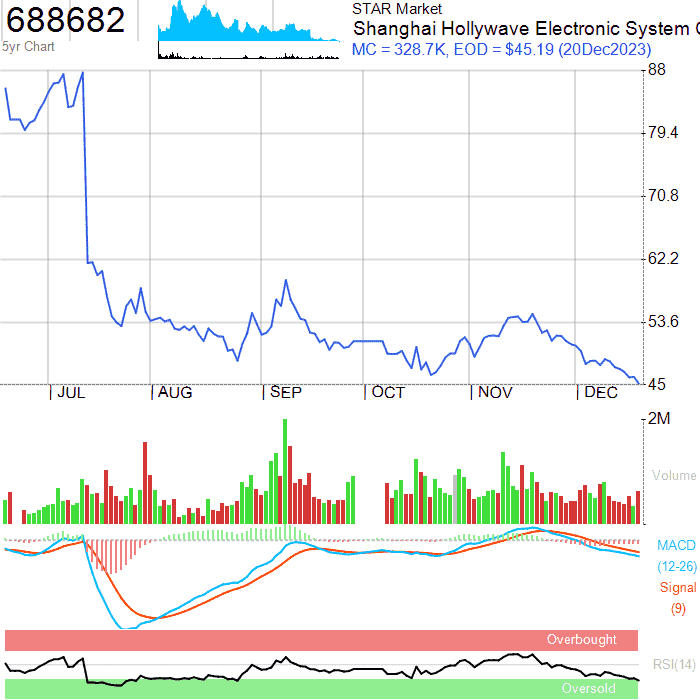 688682
5yr Chart
STAR Market
Shanghai Hollywave Electronic System
MC = 328.7K, EOD = $45.19 (20Dec2023)
88
79.4
70.8
62.2
53.6
45
JUL
AUG
SEP
OCT
NOV
DEC
2M
Volume
MACD
(12-26)
Signal
(9)
Overbought
RSI(14)
Oversold